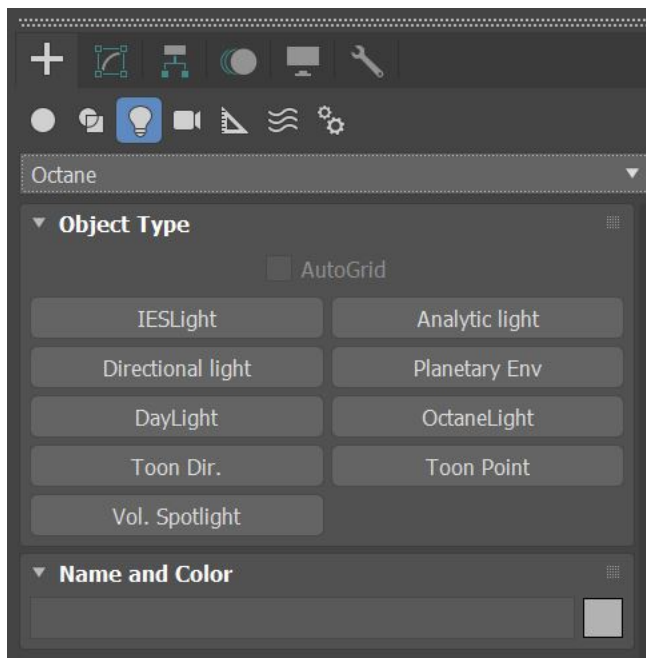 Octane
Object Type
AutoGrid
IESLight Analytic light
Directional light Planetary Env
DayLight OctaneLight
Toon Dir. Toon Point
Vol. Spotlight
Name and Color